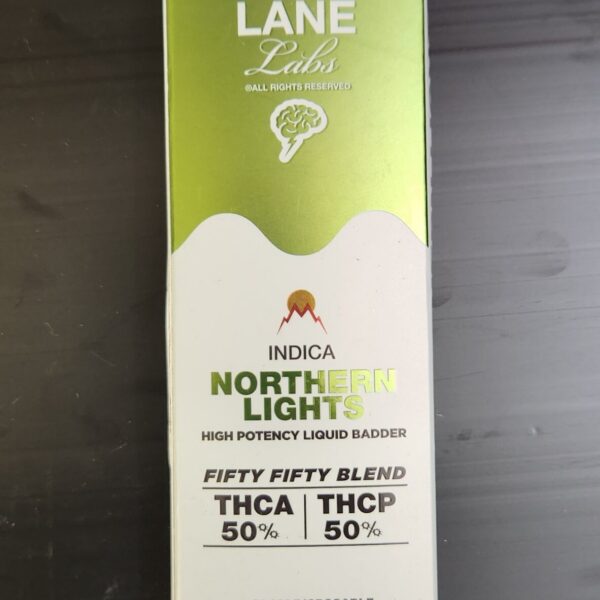 LANE
Labs
©ALL RIGHTS RESERVED
INDICA
NORTHERN
LIGHTS
HIGH POTENCY LIQUID BADDER
FIFTY FIFTY BLEND
THCA THCP
50% 50%